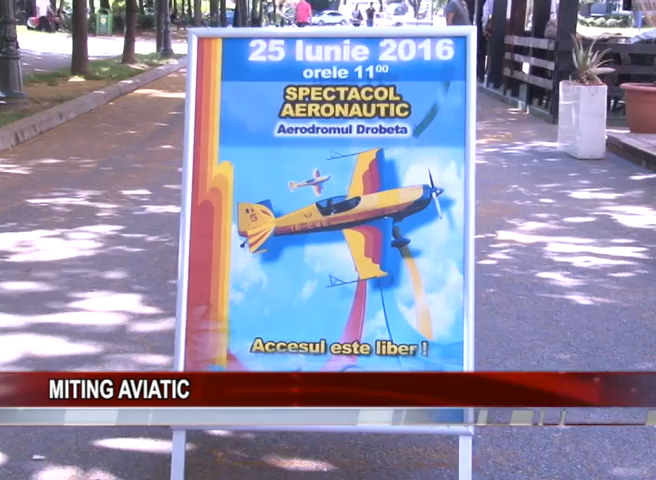 25 Iunie 2016
orele 11⁰⁰
SPECTACOL
AERONAUTIC
Aerodromul Drobeta
Accesul este liber !
MITING AVIATIC